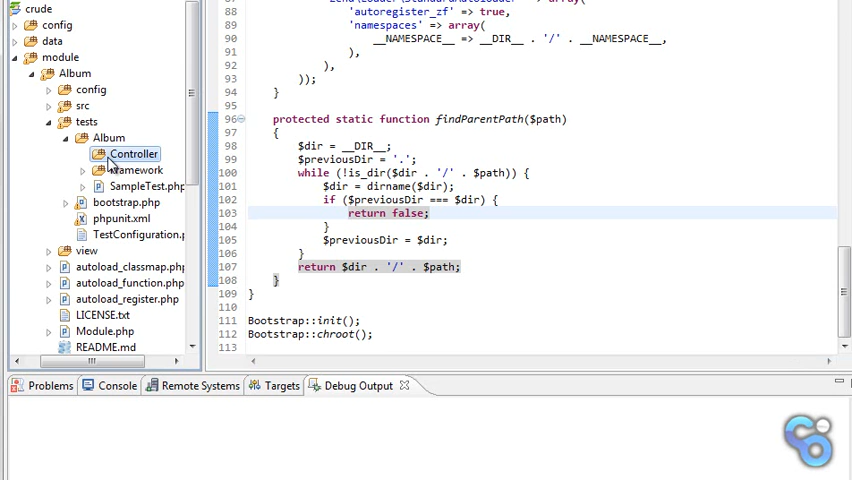 crude
config
data
module
Album
config
src
tests
Album
Controller
Framework
SampleTest.php
bootstrap.php
phpunit.xml
TestConfiguration.p
view
autoload_classmap.php
autoload_function.php
autoload_register.php
LICENSE.txt
Module.php
README.md
88 'autoregister_zf' => true,
89 'namespaces' => array(
90 __NAMESPACE__ => __DIR__ . '/' . __NAMESPACE__,
91 ),
92 ),
93 ));
94 }
95
96 protected static function findParentPath($path)
97 {
98 $dir = __DIR__;
99 $previousDir = '.';
100 while (!is_dir($dir . '/' . $path)) {
101 $dir = dirname($dir);
102 if ($previousDir === $dir) {
103 return false;
104 }
105 $previousDir = $dir;
106 }
107 return $dir . '/' . $path;
108 }
109 }
110
111 Bootstrap::init();
112 Bootstrap::chroot();
113
Problems Console Remote Systems Targets Debug Output